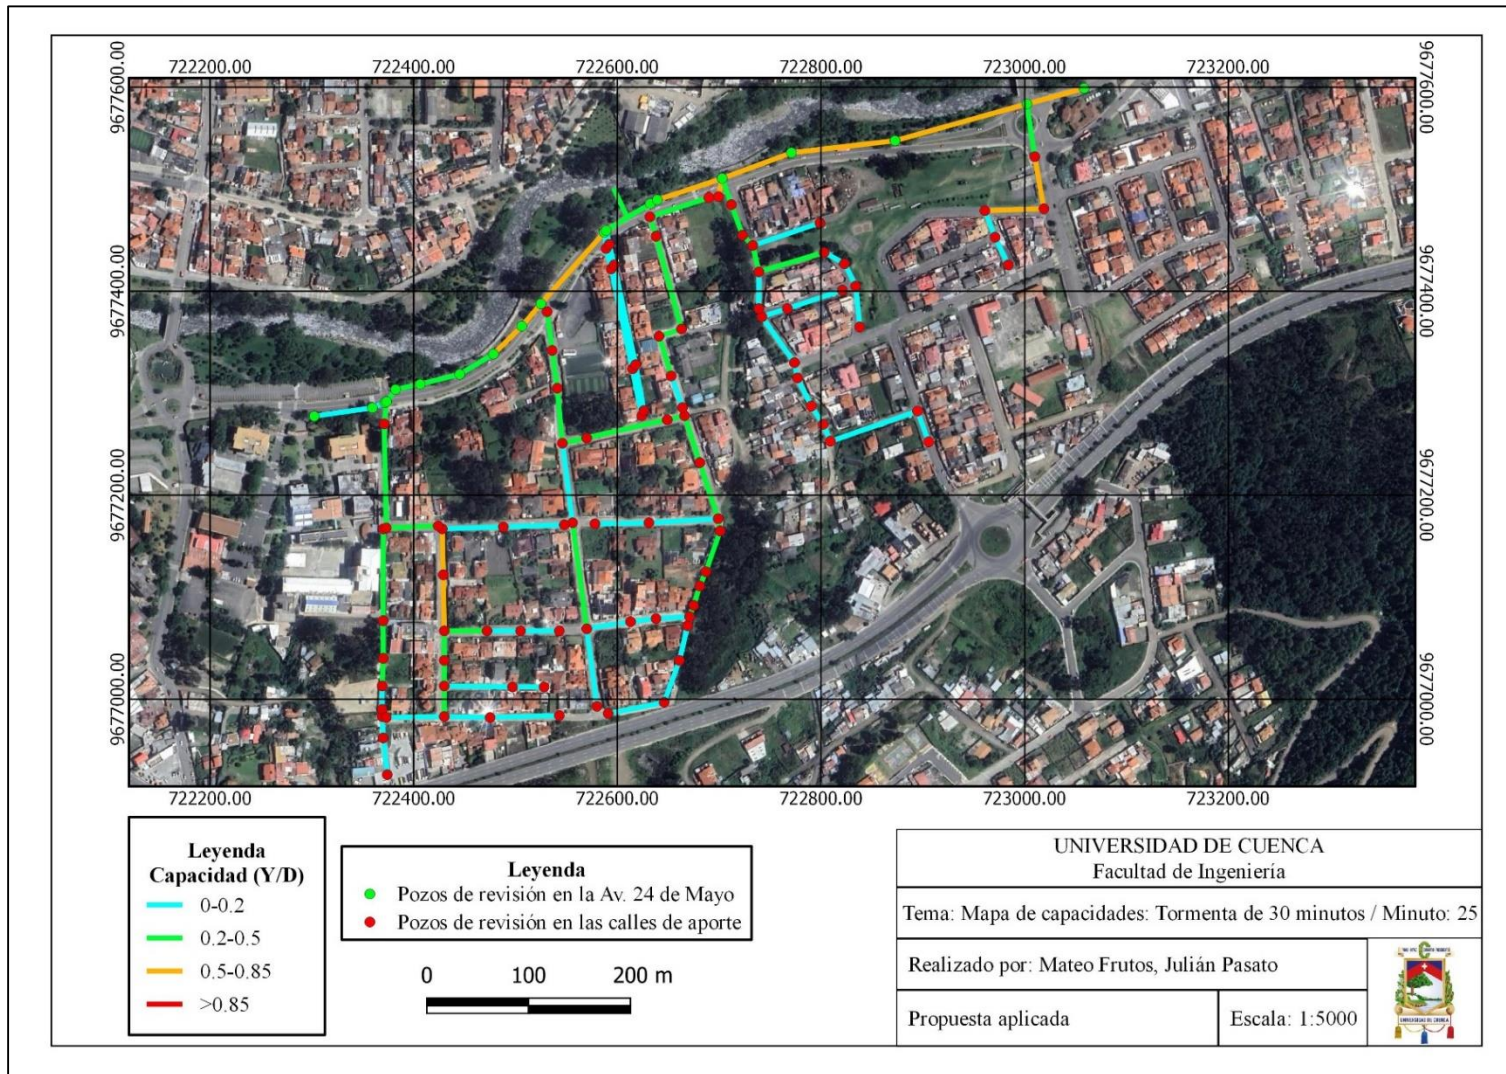 722200.00 722400.00 722600.00 722800.00 723000.00 723200.00
9677600.00 9677600.00
9677400.00 9677400.00
9677200.00 9677200.00
9677000.00 9677000.00
722200.00 722400.00 722600.00 722800.00 723000.00 723200.00
Leyenda
Capacidad (Y/D)
0-0.2
0.2-0.5
0.5-0.85
>0.85
Leyenda
Pozos de revisión en la Av. 24 de Mayo
Pozos de revisión en las calles de aporte
0 100 200 m
UNIVERSIDAD DE CUENCA
Facultad de Ingeniería
Tema: Mapa de capacidades: Tormenta de 30 minutos / Minuto: 25
Realizado por: Mateo Frutos, Julián Pasato
Propuesta aplicada
Escala: 1:5000
UNIVERSIDAD DE CUENCA